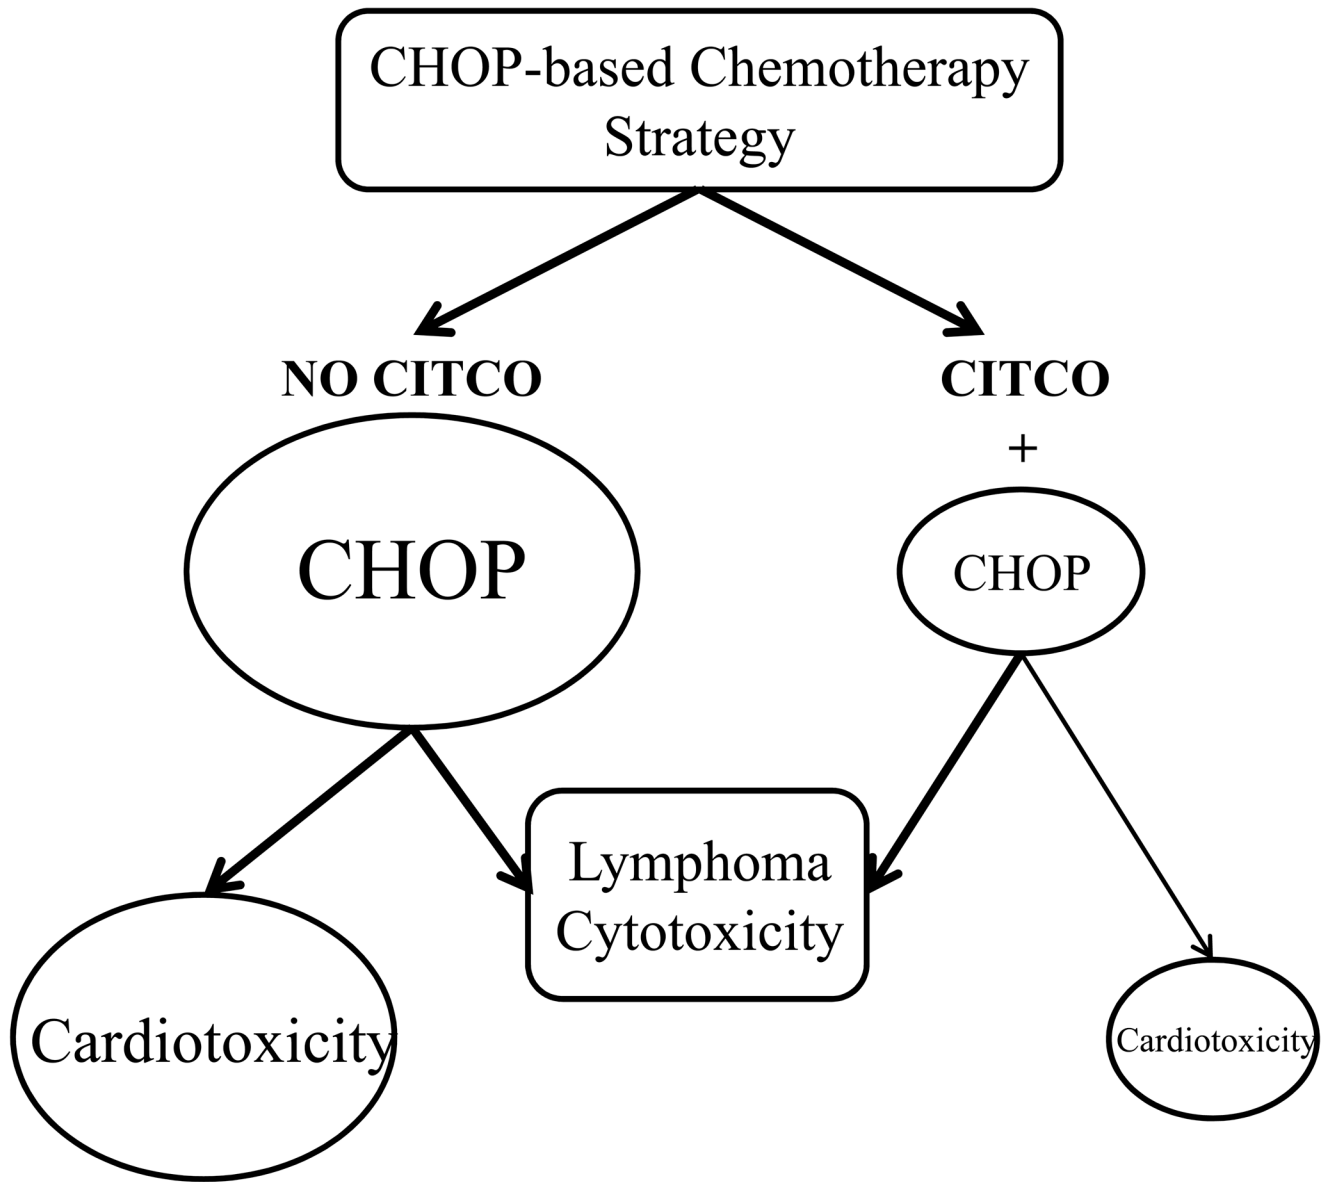 CHOP-based Chemotherapy
Strategy
NO CITCO
CITCO
+
CHOP
CHOP
Lymphoma
Cytotoxicity
Cardiotoxicity
Cardiotoxicity